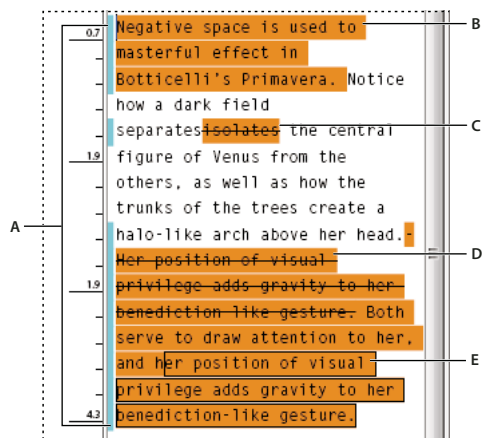 Negative space is used to
masterful effect in
Botticelli's Primavera. Notice
how a dark field
separatesisolates the central
figure of Venus from the
others, as well as how the
trunks of the trees create a
halo-like arch above her head.-
Her position of visual
privilege adds gravity to her
benediction-like gesture. Both
serve to draw attention to her,
and her position of visual
privilege adds gravity to her
benediction-like gesture.
0.7
1.9
1.9
4.3
A
B
C
D
E